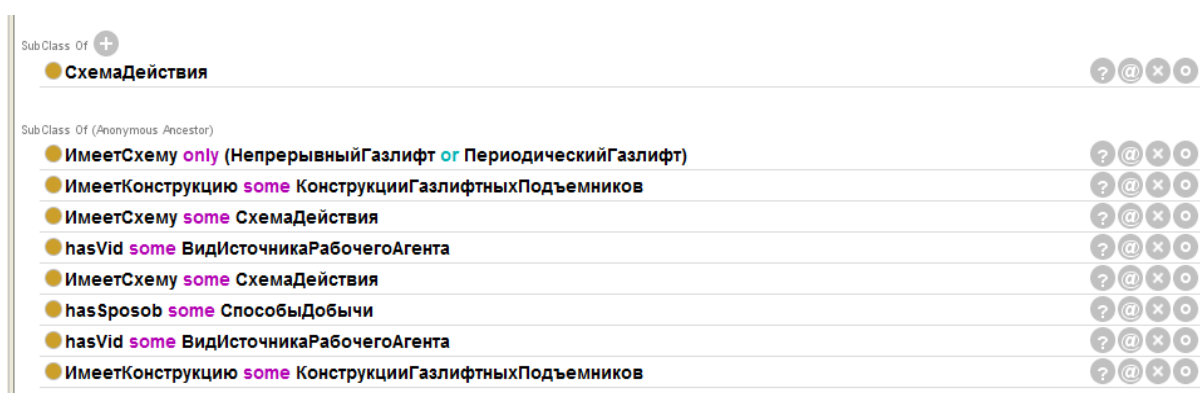 SubClass Of
СхемаДействия
SubClass Of (Anonymous Ancestor)
ИмеетСхему only (НепрерывныйГазлифт or ПериодическийГазлифт)
ИмеетКонструкцию some КонструкцииГазлифтныхПодъемников
ИмеетСхему some СхемаДействия
hasVid some ВидИсточникаРабочегоАгента
ИмеетСхему some СхемаДействия
hasSposob some СпособыДобычи
hasVid some ВидИсточникаРабочегоАгента
ИмеетКонструкцию some КонструкцииГазлифтныхПодъемников